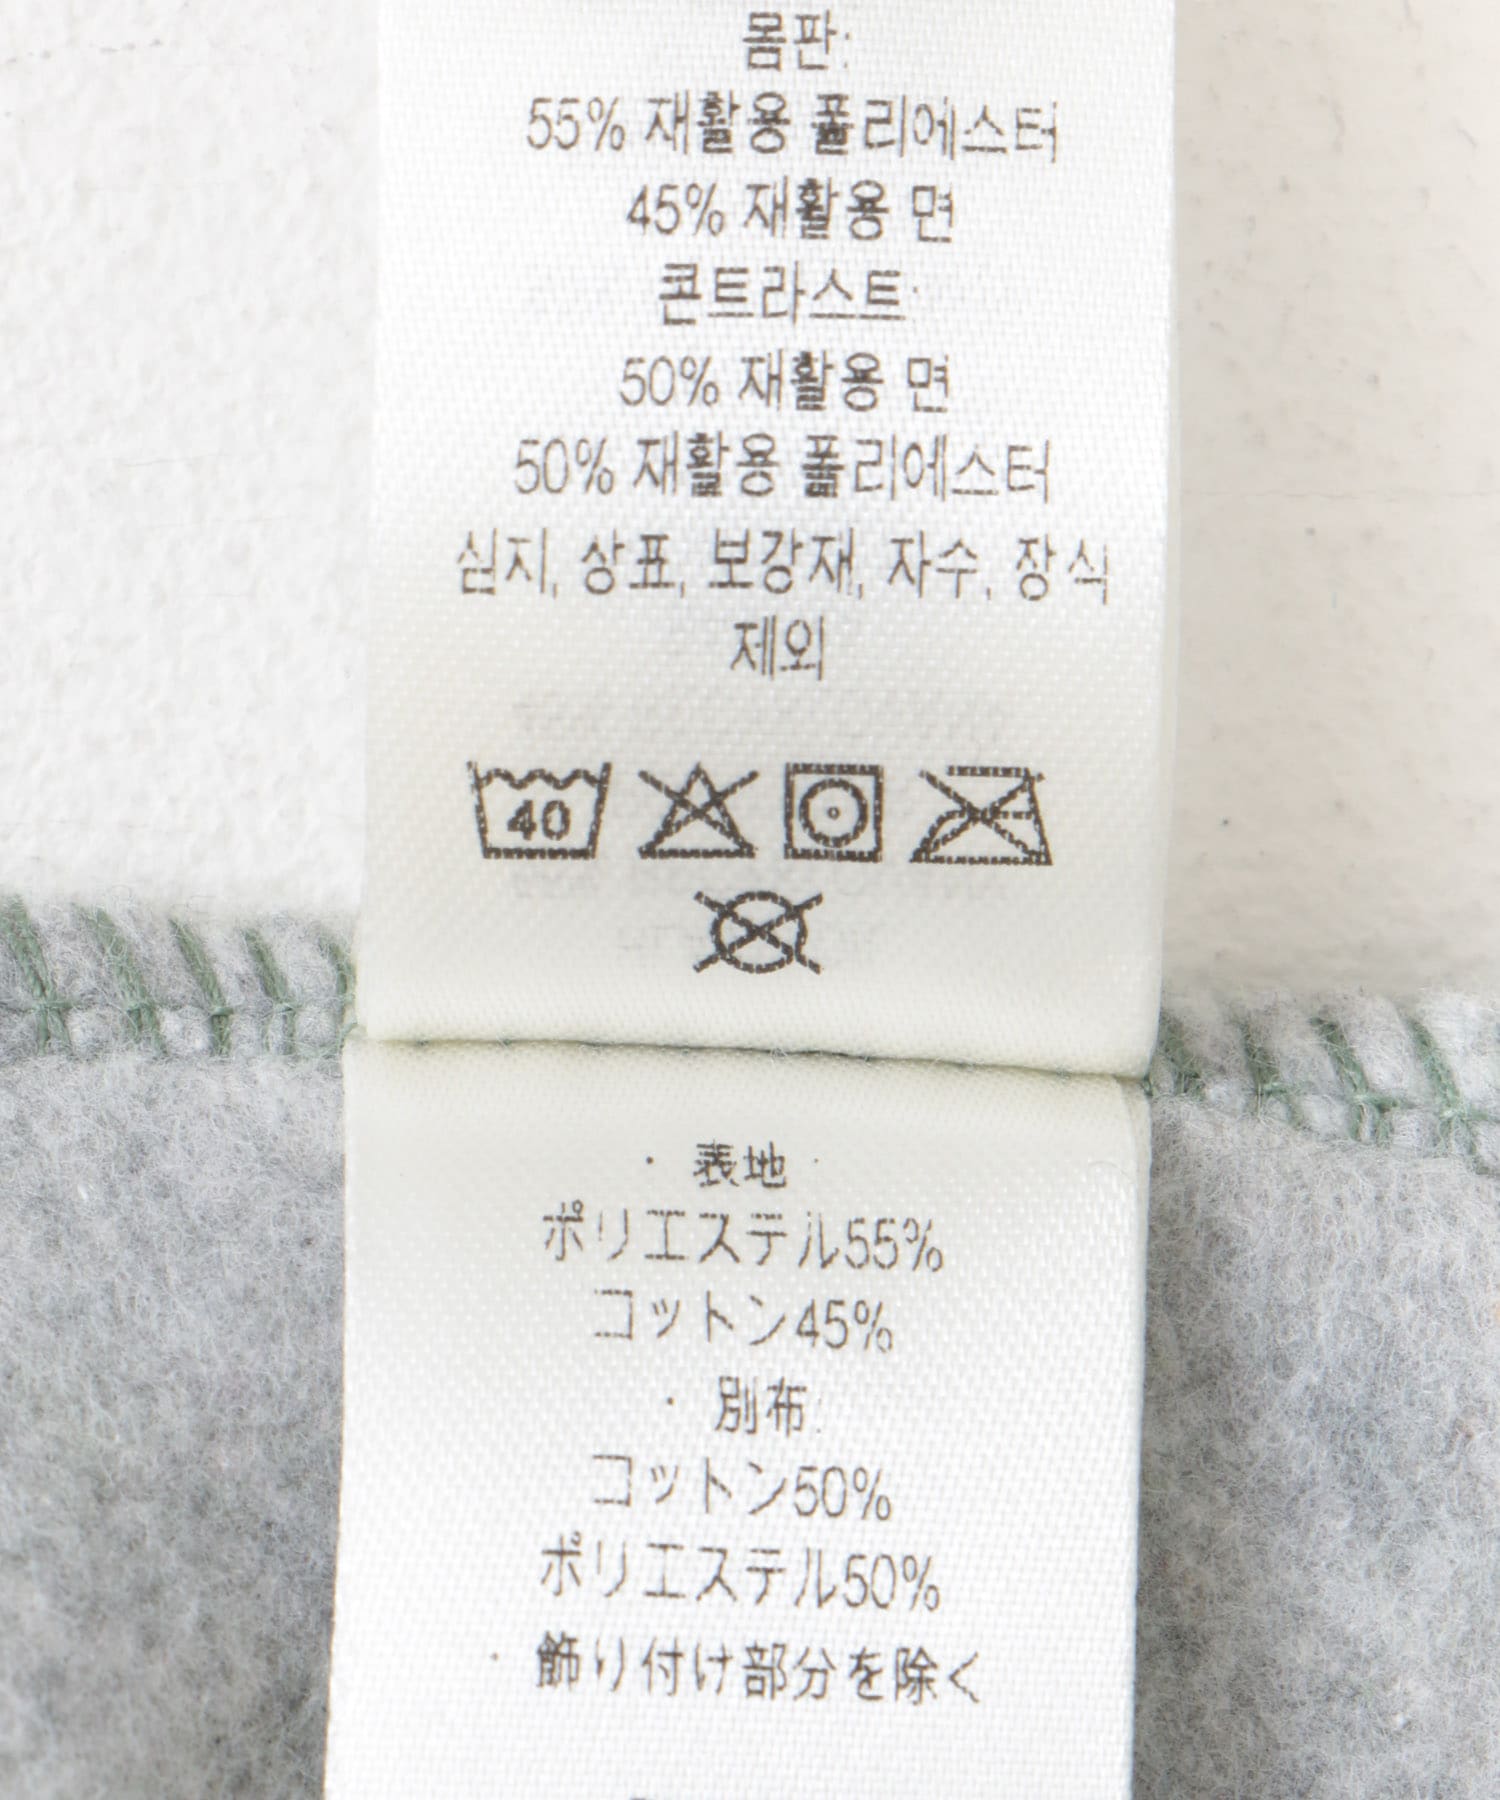 몸판:
55% 재활용 폴리에스터
45% 재활용 면
콘트라스트:
50% 재활용 면
50% 재활용 폴리에스터
심지, 상표, 보강재, 자수, 장식
제외
40
・表地:
ポリエステル55%
コットン45%
・別布:
コットン50%
ポリエステル50%
・飾り付け部分を除く